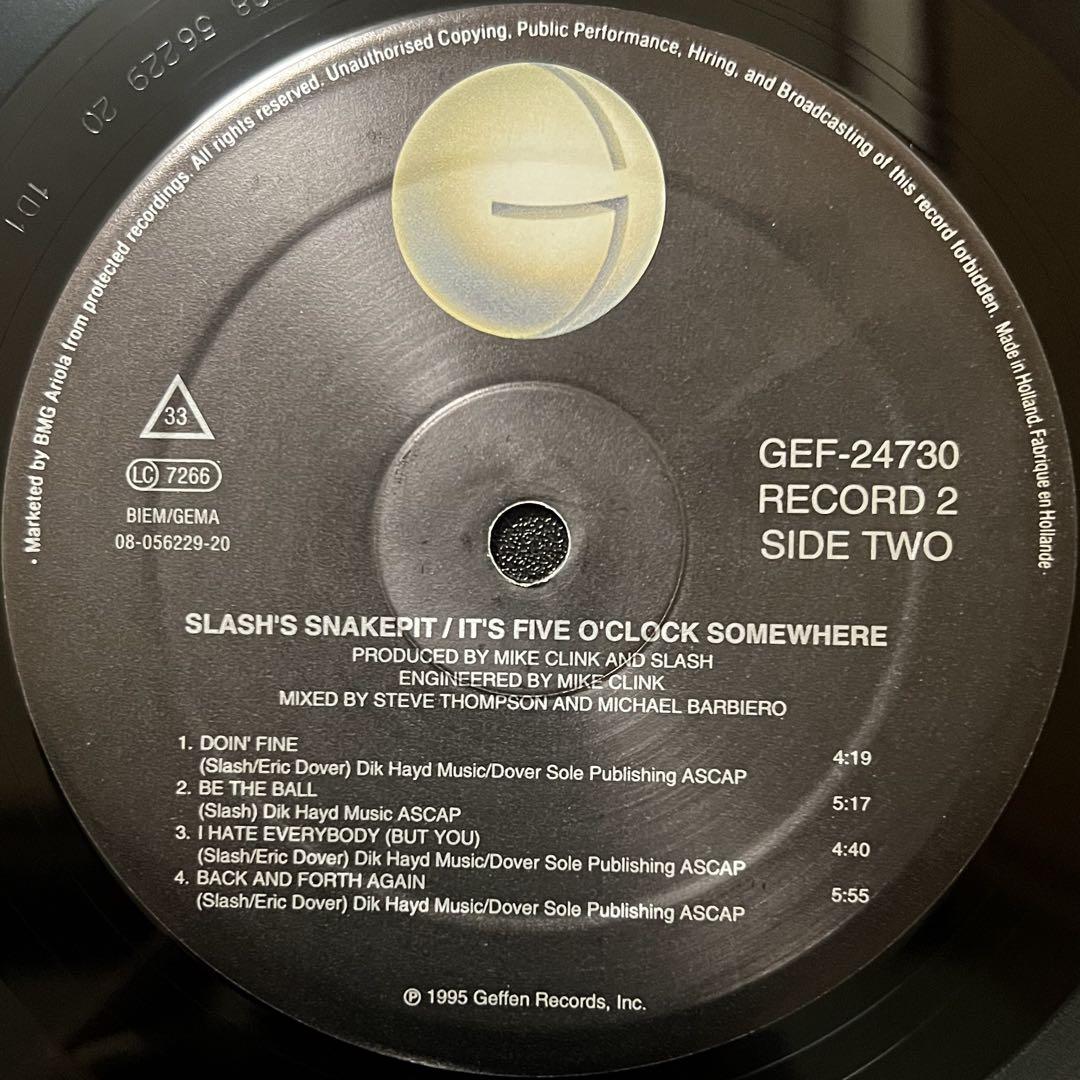 56229 20
1D1
· Marketed by BMG Ariola from protected recordings. All rights reserved. Unauthorised Copying, Public Performance, Hiring, and Broadcasting of this record forbidden. Made in Holland. Fabrique en Hollande ·
33
LC 7266
BIEM/GEMA
08-056229-20
GEF-24730
RECORD 2
SIDE TWO
SLASH'S SNAKEPIT / IT'S FIVE O'CLOCK SOMEWHERE
PRODUCED BY MIKE CLINK AND SLASH
ENGINEERED BY MIKE CLINK
MIXED BY STEVE THOMPSON AND MICHAEL BARBIERO
1. DOIN' FINE 4:19
(Slash/Eric Dover) Dik Hayd Music/Dover Sole Publishing ASCAP
2. BE THE BALL 5:17
(Slash) Dik Hayd Music ASCAP
3. I HATE EVERYBODY (BUT YOU) 4:40
(Slash/Eric Dover) Dik Hayd Music/Dover Sole Publishing ASCAP
4. BACK AND FORTH AGAIN 5:55
(Slash/Eric Dover) Dik Hayd Music/Dover Sole Publishing ASCAP
℗ 1995 Geffen Records, Inc.